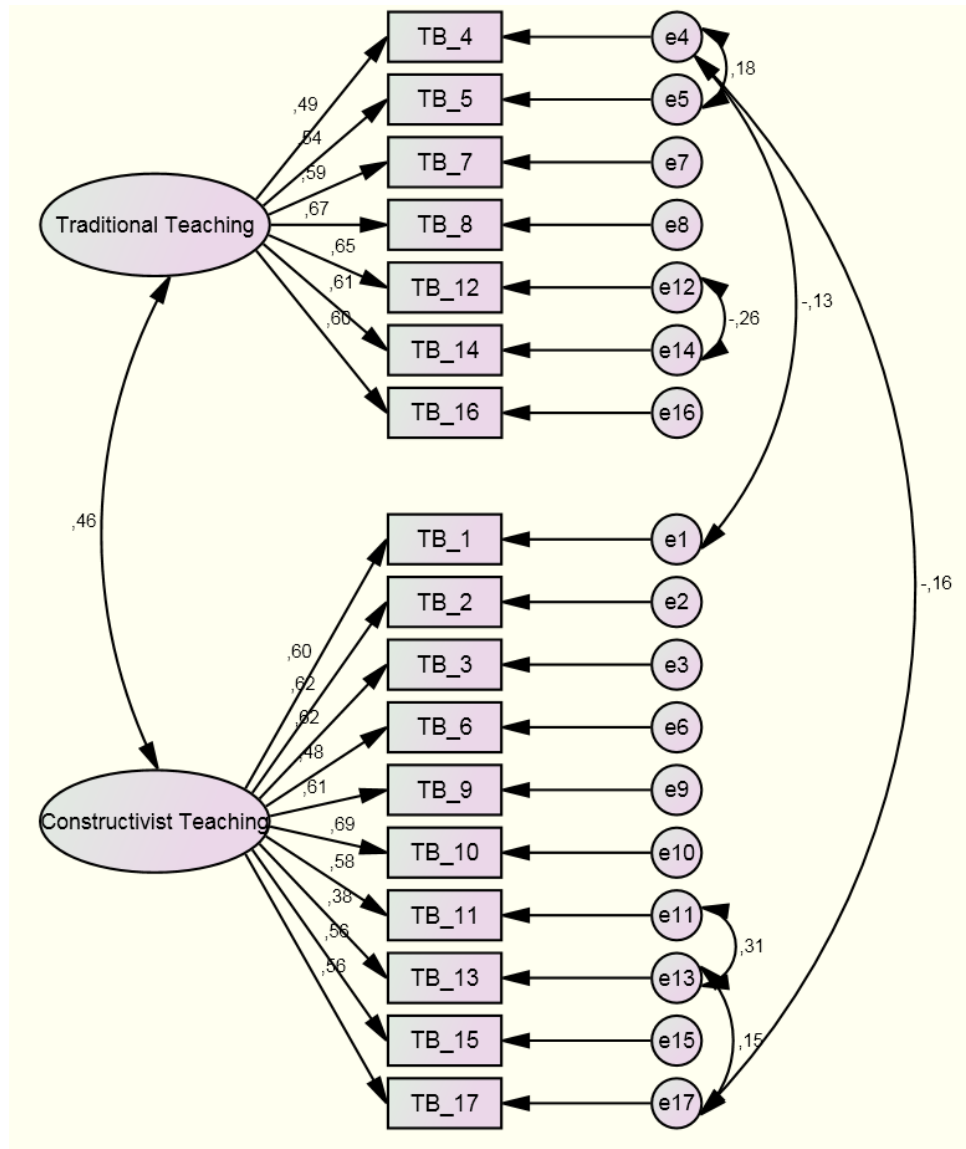 TB_4
e4
,18
TB_5
e5
,49
,54
TB_7
e7
,59
Traditional Teaching
,67
TB_8
e8
,65
TB_12
e12
,61
-,13
-,26
,60
TB_14
e14
TB_16
e16
,46
TB_1
e1
-,16
TB_2
e2
,60
TB_3
e3
,62
,62
TB_6
e6
,48
,61
TB_9
e9
Constructivist Teaching
,69
TB_10
e10
,58
,38
TB_11
e11
,56
,31
,56
TB_13
e13
TB_15
e15
,15
TB_17
e17